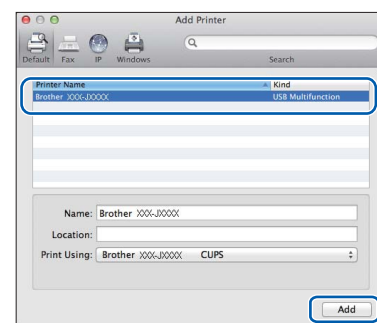 Add Printer
Default Fax IP Windows Search
Printer Name Kind
Brother XXX-JXXXX USB Multifunction
Name: Brother XXX-JXXXX
Location:
Print Using: Brother XXX-JXXXX CUPS
Add